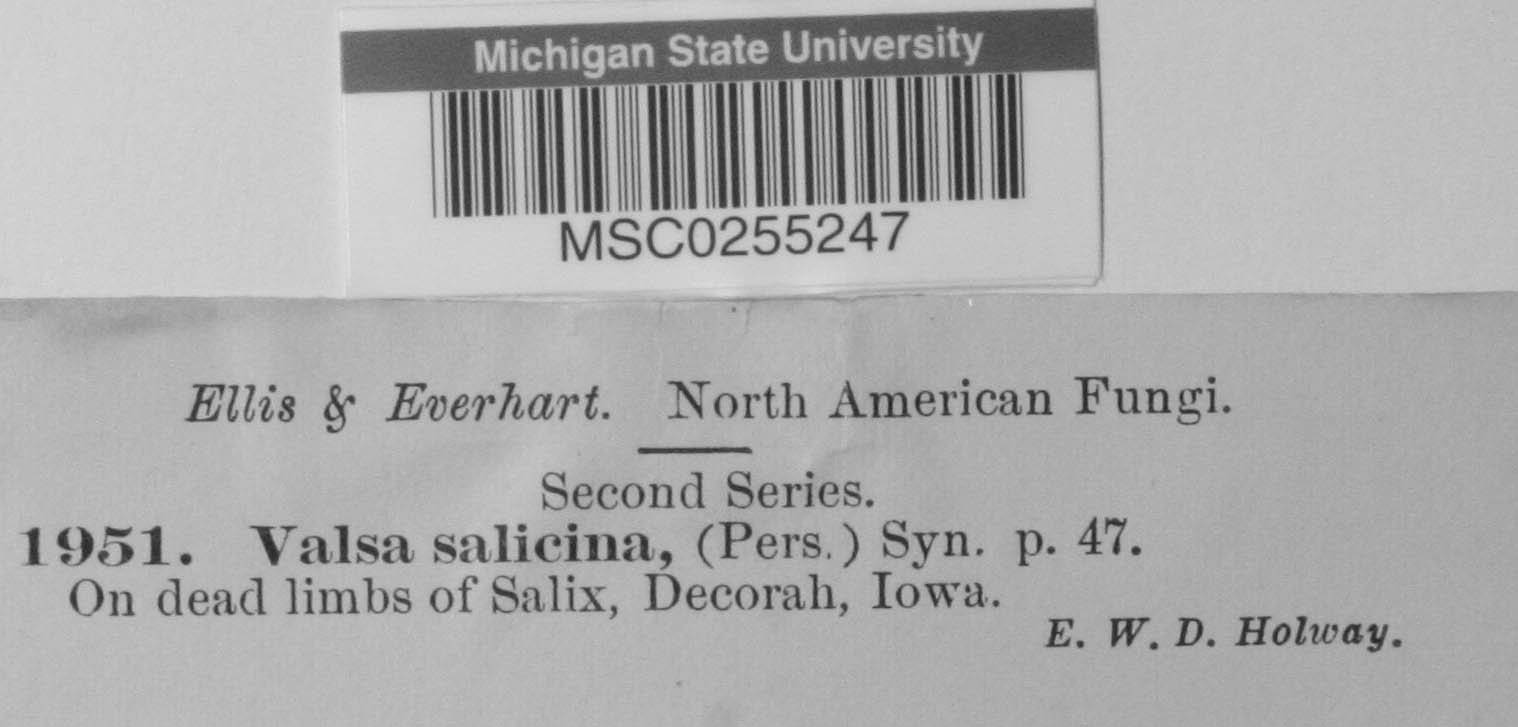 Michigan State University
MSC0255247
Ellis & Everhart. North American Fungi.
Second Series.
1951. Valsa salicina, (Pers.) Syn. p. 47.
On dead limbs of Salix, Decorah, Iowa.
E. W. D. Holway.